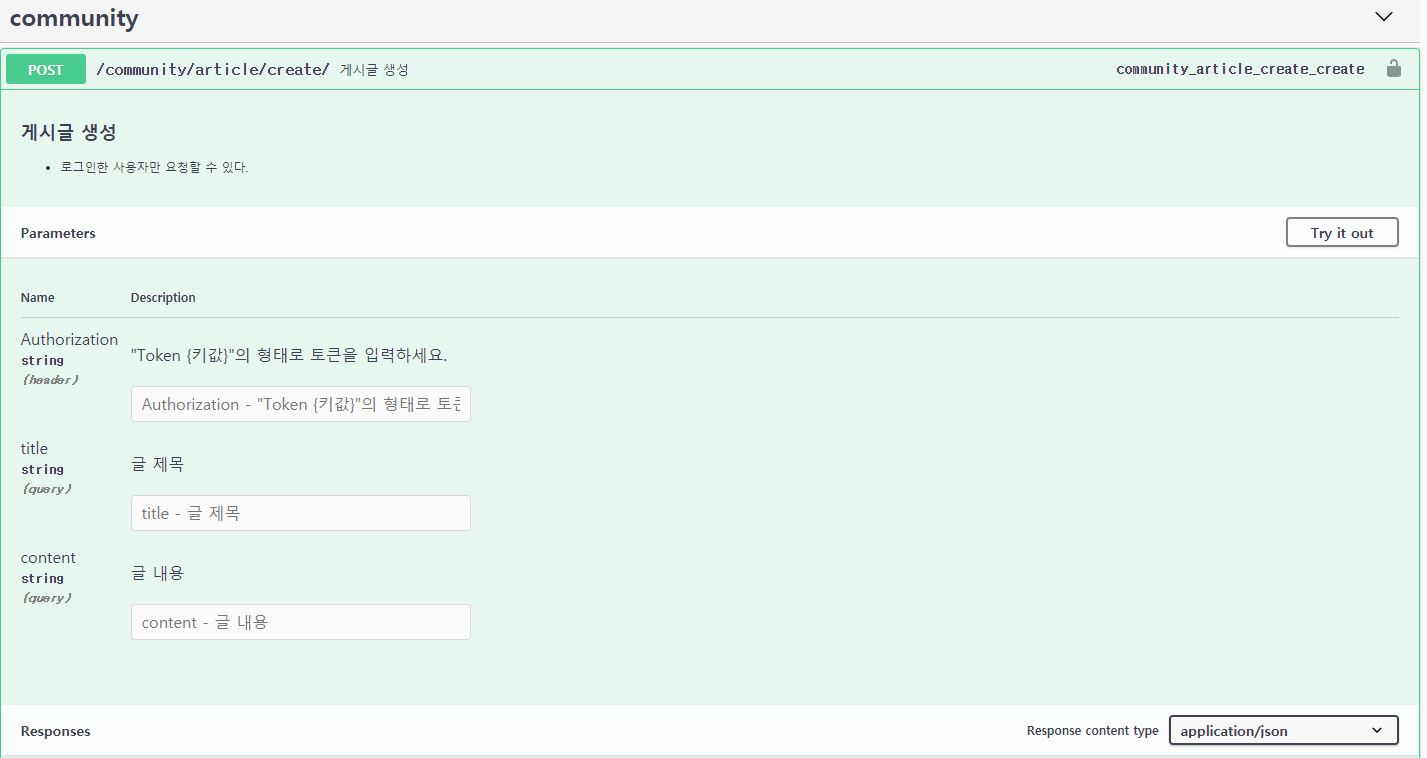 community
POST /community/article/create/ 게시글 생성 community_article_create_create
게시글 생성
• 로그인한 사용자만 요청할 수 있다.
Parameters Try it out
Name Description
Authorization
string
(header)
"Token {키값}"의 형태로 토큰을 입력하세요.
Authorization - "Token {키값}"의 형태로 토큰
title
string
(query)
글 제목
title - 글 제목
content
string
(query)
글 내용
content - 글 내용
Responses Response content type application/json